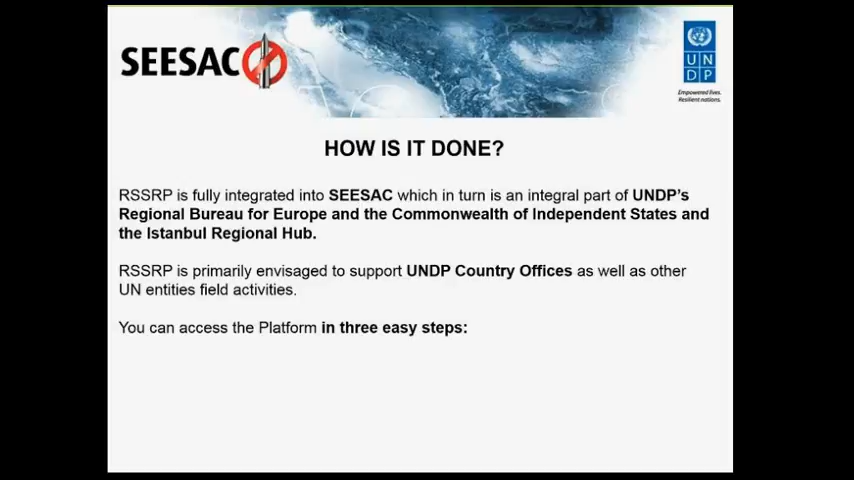 SEESAC
U N
D P
Empowered lives.
Resilient nations.
HOW IS IT DONE?
RSSRP is fully integrated into SEESAC which in turn is an integral part of UNDP's
Regional Bureau for Europe and the Commonwealth of Independent States and
the Istanbul Regional Hub.
RSSRP is primarily envisaged to support UNDP Country Offices as well as other
UN entities field activities.
You can access the Platform in three easy steps: